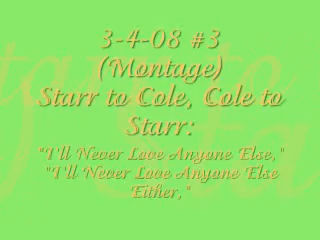 3-4-08 #3
(Montage)
Starr to Cole, Cole to
Starr:
"I'll Never Love Anyone Else,"
"I'll Never Love Anyone Else
Either,"